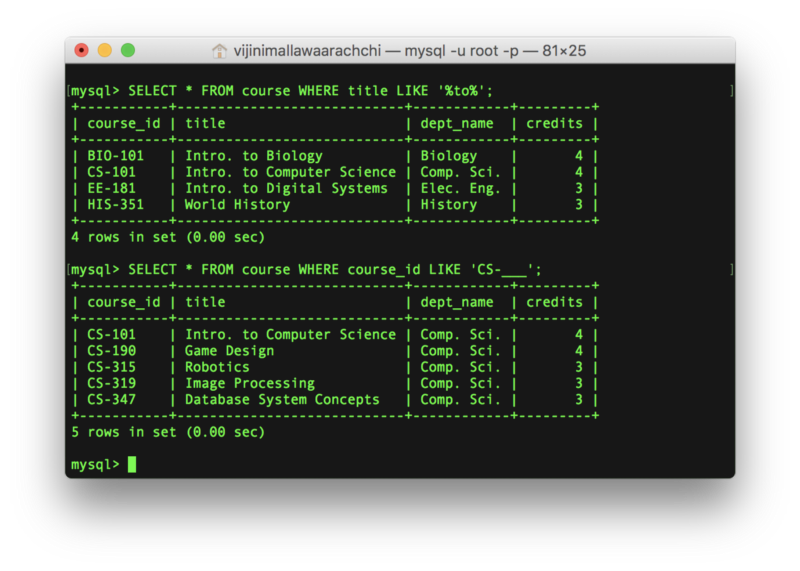 vijinimallawaarachchi — mysql -u root -p — 81×25
[mysql> SELECT * FROM course WHERE title LIKE '%to%'; ]
+-----------+----------------------------+------------+---------+
| course_id | title                      | dept_name  | credits |
+-----------+----------------------------+------------+---------+
| BIO-101   | Intro. to Biology          | Biology    |       4 |
| CS-101    | Intro. to Computer Science | Comp. Sci. |       4 |
| EE-181    | Intro. to Digital Systems  | Elec. Eng. |       3 |
| HIS-351   | World History              | History    |       3 |
+-----------+----------------------------+------------+---------+
4 rows in set (0.00 sec)
[mysql> SELECT * FROM course WHERE course_id LIKE 'CS-___'; ]
+-----------+----------------------------+------------+---------+
| course_id | title                      | dept_name  | credits |
+-----------+----------------------------+------------+---------+
| CS-101    | Intro. to Computer Science | Comp. Sci. |       4 |
| CS-190    | Game Design                | Comp. Sci. |       4 |
| CS-315    | Robotics                   | Comp. Sci. |       3 |
| CS-319    | Image Processing           | Comp. Sci. |       3 |
| CS-347    | Database System Concepts   | Comp. Sci. |       3 |
+-----------+----------------------------+------------+---------+
5 rows in set (0.00 sec)
mysql>